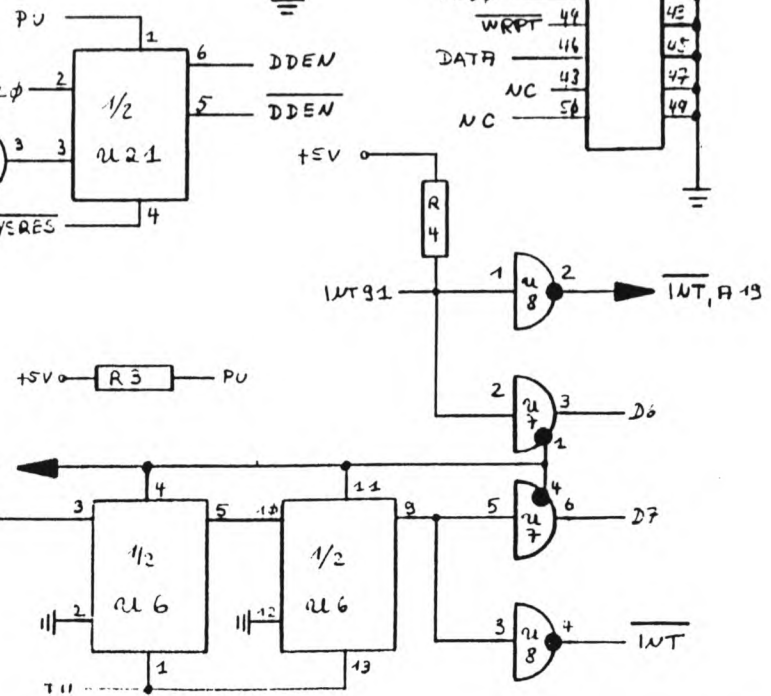 PU
1
6 DDEN
2
1/2
5 DDEN
3 3
U21
4
WRPT 44
DATA 46
NC 48
NC 50
43
45
47
49
+5V
R
4
INT91
1 U 2 INT, A19
8
+5V R3 PU
2 U 3 D6
7
1
4
11
3
5 10
9
4
5 U 6 D7
7
1/2
1/2
U6
U6
2
12
3 U 4 INT
8
1
13